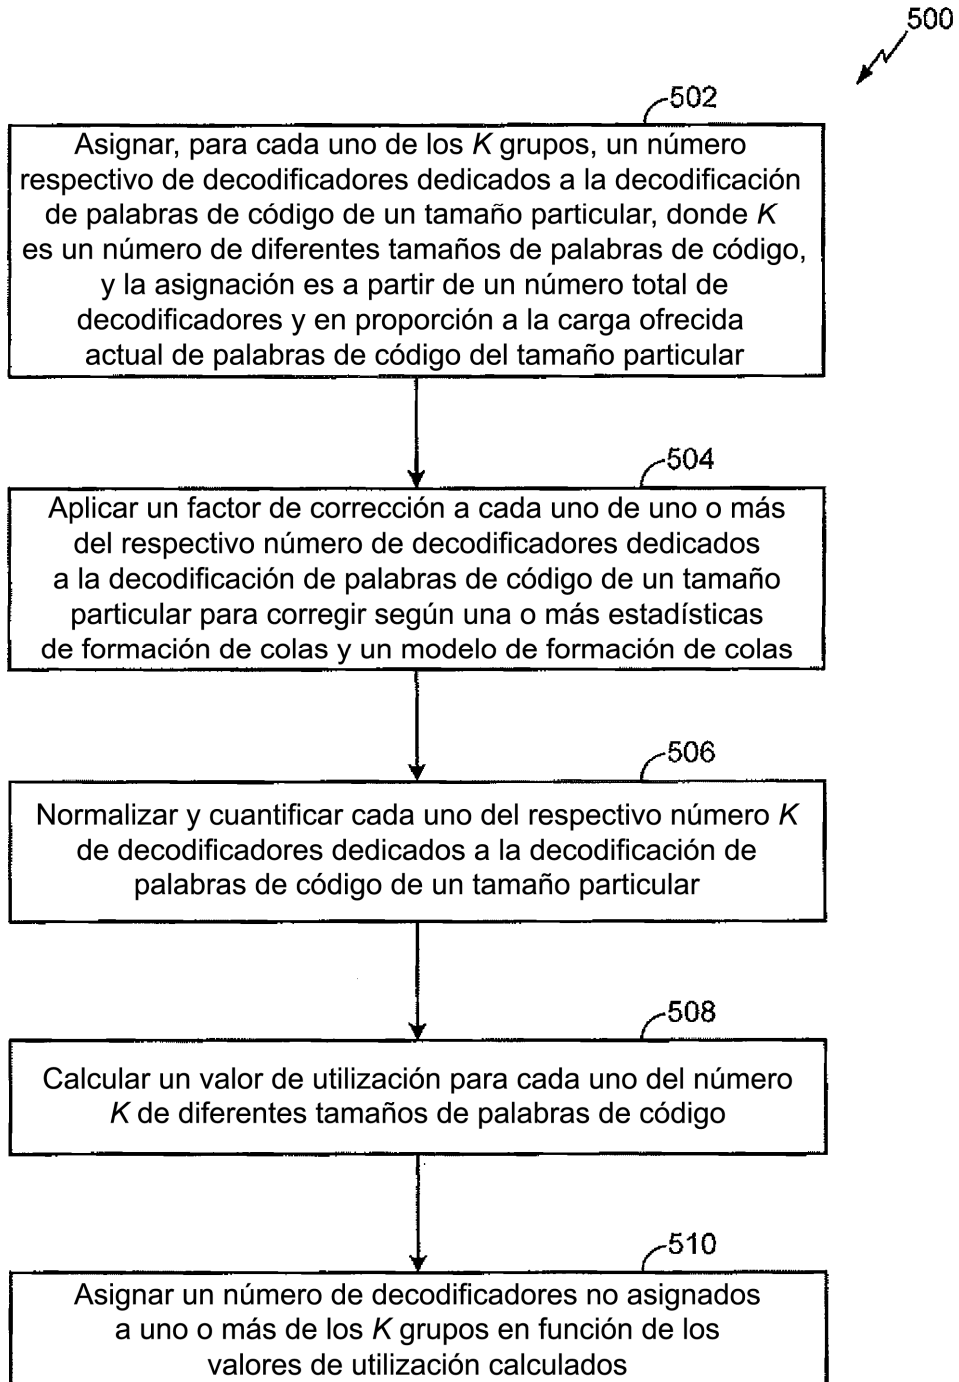 500
502
Asignar, para cada uno de los K grupos, un número
respectivo de decodificadores dedicados a la decodificación
de palabras de código de un tamaño particular, donde K
es un número de diferentes tamaños de palabras de código,
y la asignación es a partir de un número total de
decodificadores y en proporción a la carga ofrecida
actual de palabras de código del tamaño particular
504
Aplicar un factor de corrección a cada uno de uno o más
del respectivo número de decodificadores dedicados
a la decodificación de palabras de código de un tamaño
particular para corregir según una o más estadísticas
de formación de colas y un modelo de formación de colas
506
Normalizar y cuantificar cada uno del respectivo número K
de decodificadores dedicados a la decodificación de
palabras de código de un tamaño particular
508
Calcular un valor de utilización para cada uno del número
K de diferentes tamaños de palabras de código
510
Asignar un número de decodificadores no asignados
a uno o más de los K grupos en función de los
valores de utilización calculados